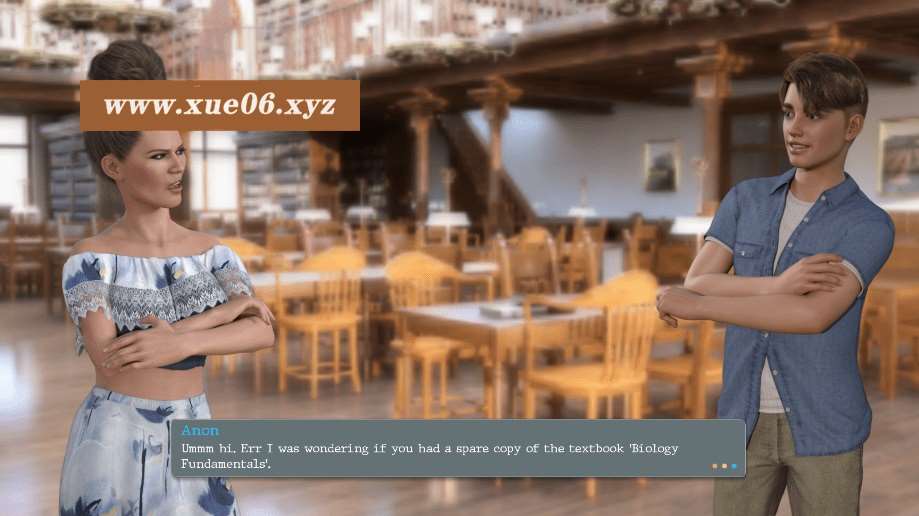 www.xue06.xyz
Anon
Ummm hi. Err I was wondering if you had a spare copy of the textbook 'Biology
Fundamentals'.